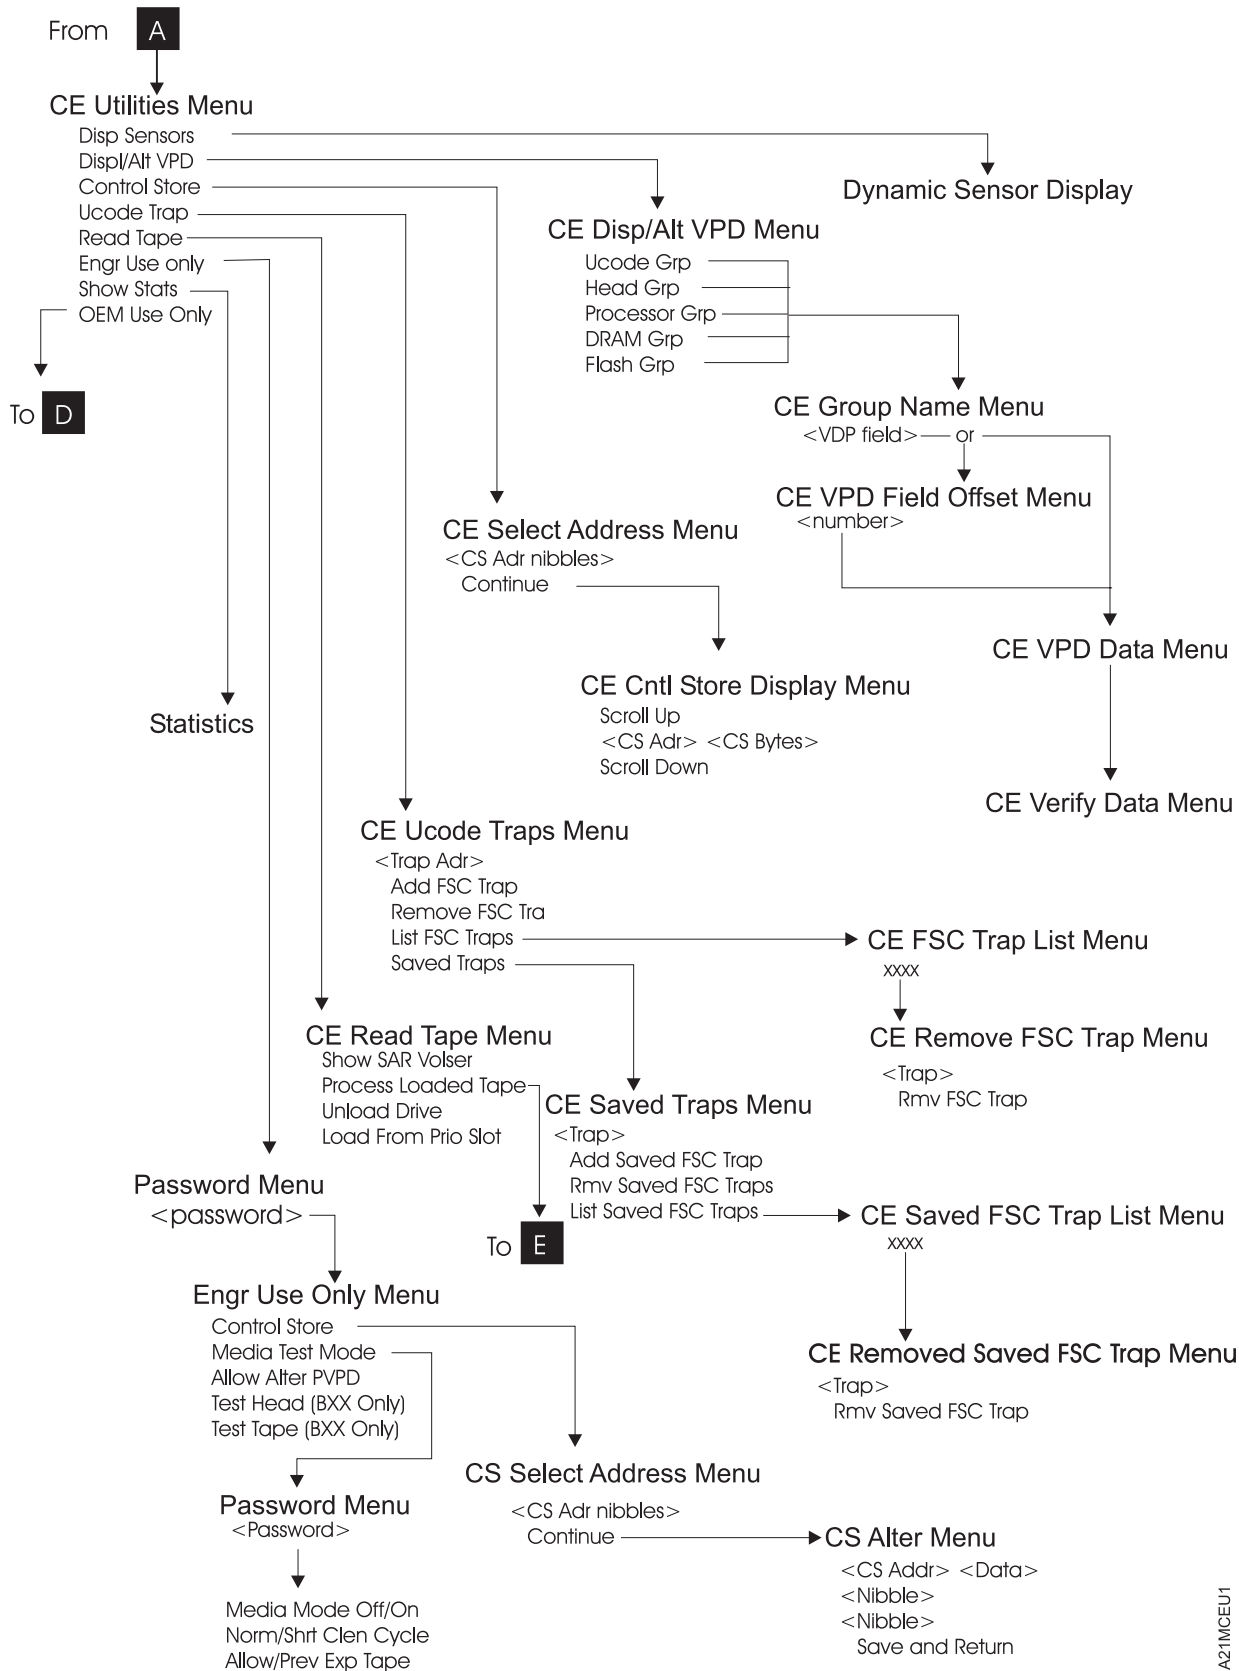 From A
CE Utilities Menu
Disp Sensors
Displ/Alt VPD
Control Store
Ucode Trap
Read Tape
Engr Use only
Show Stats
OEM Use Only
To D
Dynamic Sensor Display
CE Disp/Alt VPD Menu
Ucode Grp
Head Grp
Processor Grp
DRAM Grp
Flash Grp
CE Group Name Menu
<VDP field> or
CE VPD Field Offset Menu
<number>
CE VPD Data Menu
CE Verify Data Menu
CE Select Address Menu
<CS Adr nibbles>
Continue
CE Cntl Store Display Menu
Scroll Up
<CS Adr> <CS Bytes>
Scroll Down
Statistics
CE Ucode Traps Menu
<Trap Adr>
Add FSC Trap
Remove FSC Tra
List FSC Traps
Saved Traps
CE FSC Trap List Menu
xxxx
CE Remove FSC Trap Menu
<Trap>
Rmv FSC Trap
CE Read Tape Menu
Show SAR Volser
Process Loaded Tape
Unload Drive
Load From Prio Slot
To E
CE Saved Traps Menu
<Trap>
Add Saved FSC Trap
Rmv Saved FSC Traps
List Saved FSC Traps
CE Saved FSC Trap List Menu
xxxx
CE Removed Saved FSC Trap Menu
<Trap>
Rmv Saved FSC Trap
Password Menu
<password>
Engr Use Only Menu
Control Store
Media Test Mode
Allow Alter PVPD
Test Head (BXX Only)
Test Tape (BXX Only)
Password Menu
<Password>
Media Mode Off/On
Norm/Shrt Clen Cycle
Allow/Prev Exp Tape
CS Select Address Menu
<CS Adr nibbles>
Continue
CS Alter Menu
<CS Addr> <Data>
<Nibble>
<Nibble>
Save and Return
A21MCEU1